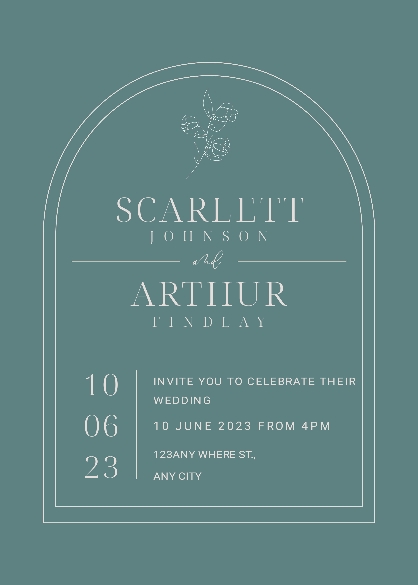 SCARLETT
JOHNSON
and
ARTHUR
FINDLAY
10
06
23
INVITE YOU TO CELEBRATE THEIR
WEDDING
10 JUNE 2023 FROM 4PM
123ANY WHERE ST.,
ANY CITY